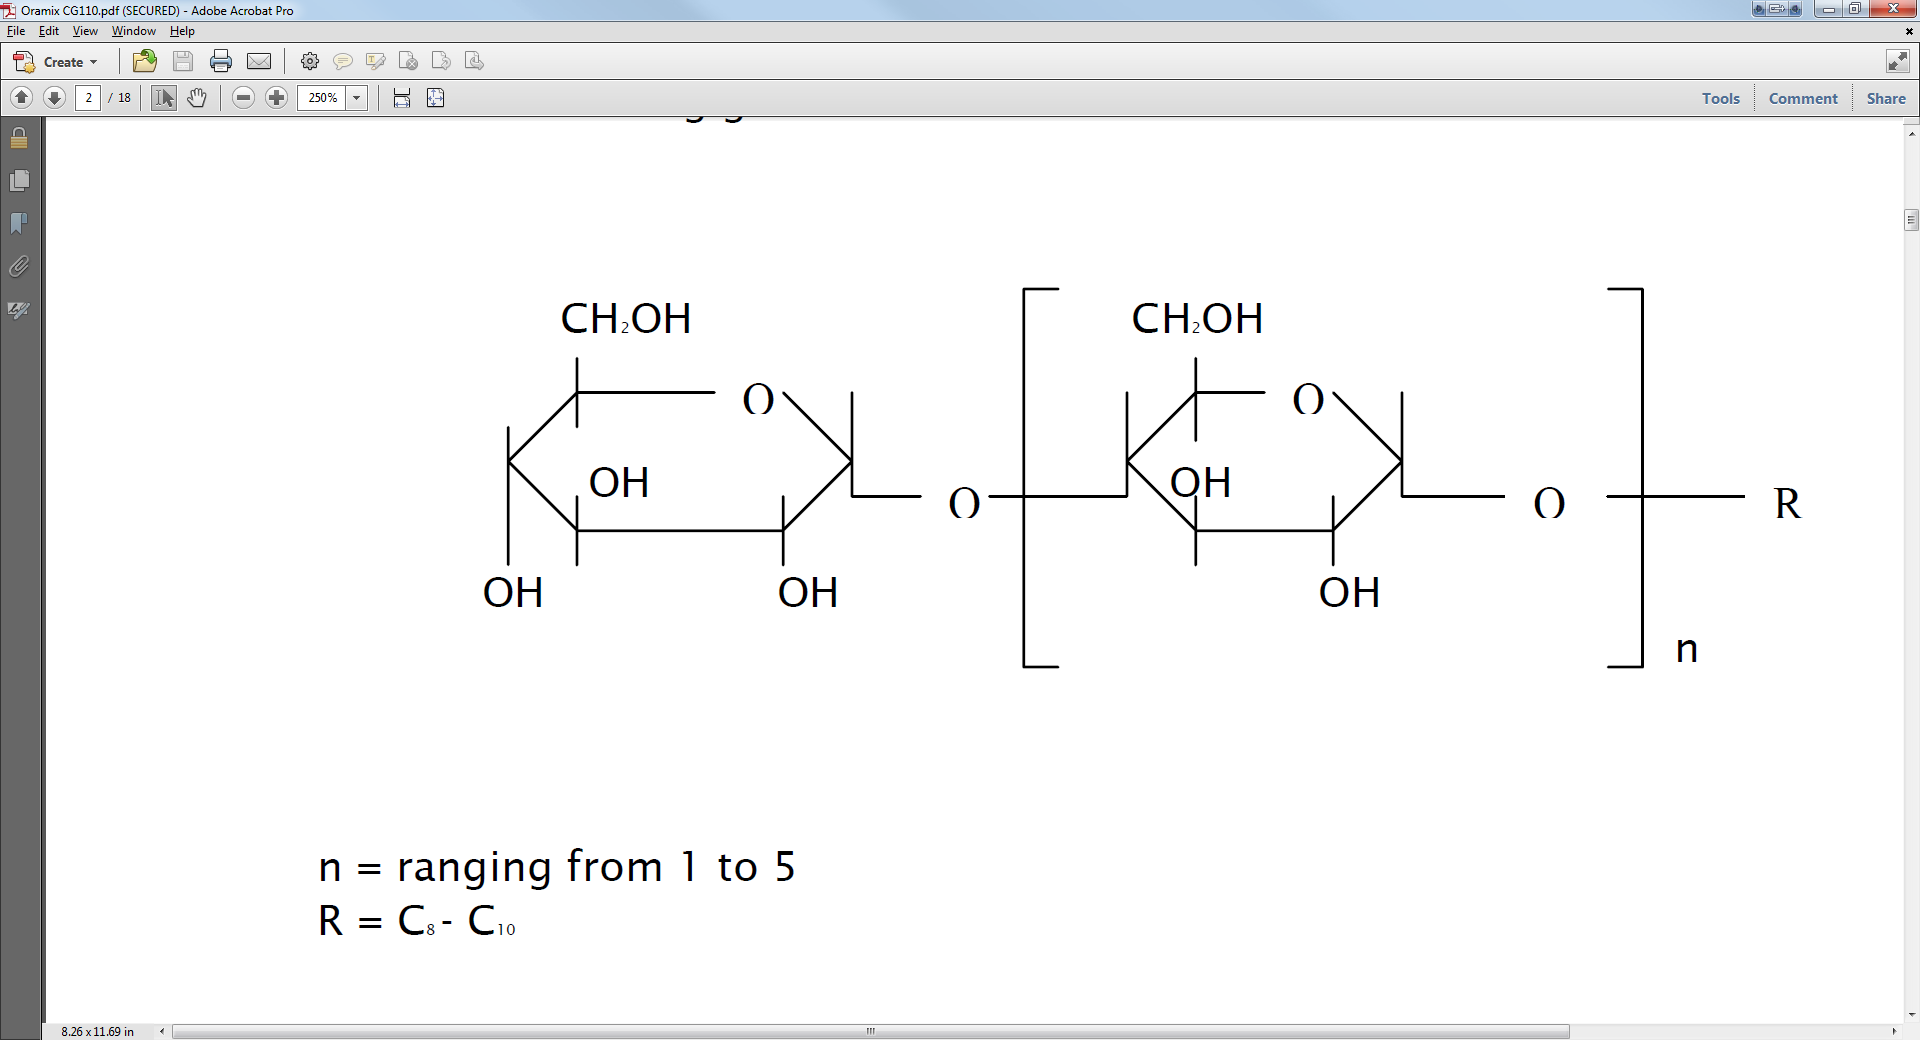 Oramix CG110.pdf (SECURED) - Adobe Acrobat Pro
File Edit View Window Help
Create
2 / 18 250% Tools Comment Share
CH₂OH CH₂OH
O O
OH OH
O O R
OH OH OH
n
n = ranging from 1 to 5
R = C₈ - C₁₀
8.26 x 11.69 in